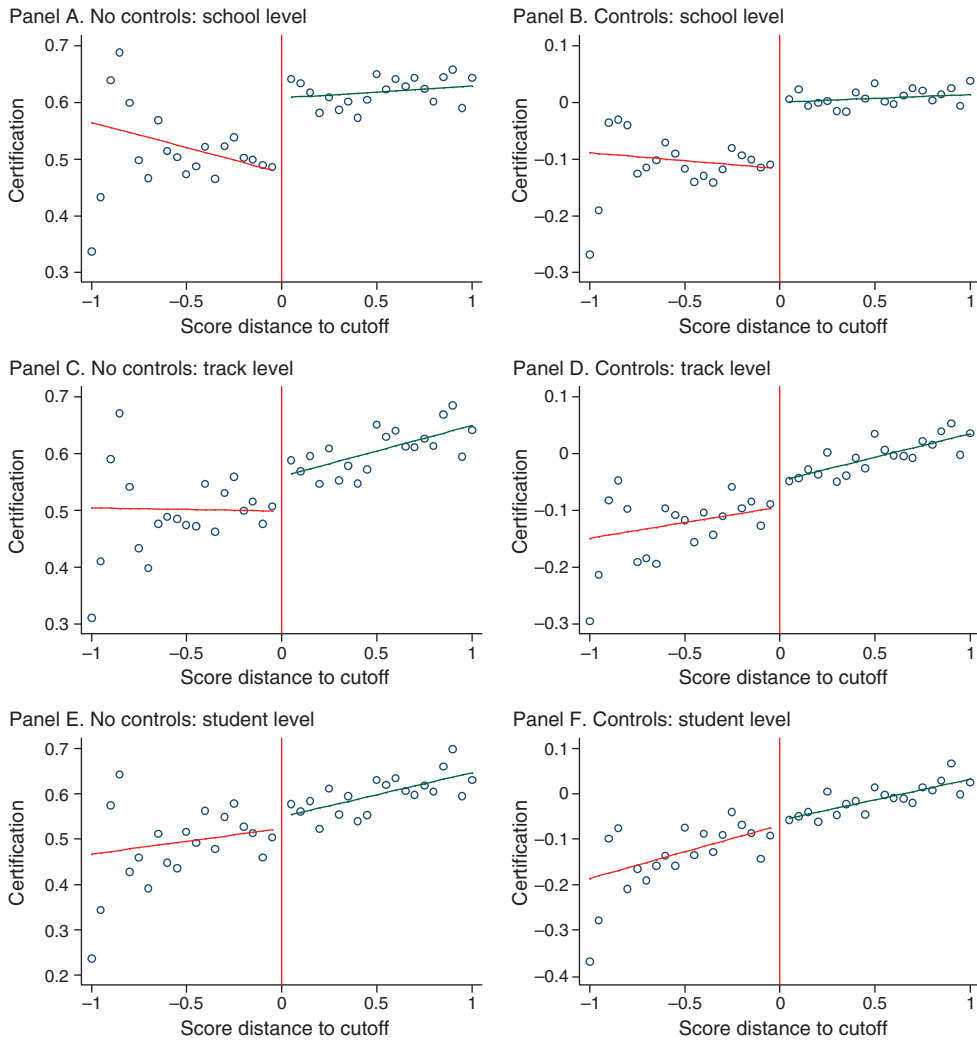 Panel A. No controls: school level
0.7
0.6
0.5
0.4
0.3
Certification
−1 −0.5 0 0.5 1
Score distance to cutoff
Panel B. Controls: school level
0.1
0
−0.1
−0.2
−0.3
Certification
−1 −0.5 0 0.5 1
Score distance to cutoff
Panel C. No controls: track level
0.7
0.6
0.5
0.4
0.3
Certification
−1 −0.5 0 0.5 1
Score distance to cutoff
Panel D. Controls: track level
0.1
0
−0.1
−0.2
−0.3
Certification
−1 −0.5 0 0.5 1
Score distance to cutoff
Panel E. No controls: student level
0.7
0.6
0.5
0.4
0.3
0.2
Certification
−1 −0.5 0 0.5 1
Score distance to cutoff
Panel F. Controls: student level
0.1
0
−0.1
−0.2
−0.3
−0.4
Certification
−1 −0.5 0 0.5 1
Score distance to cutoff